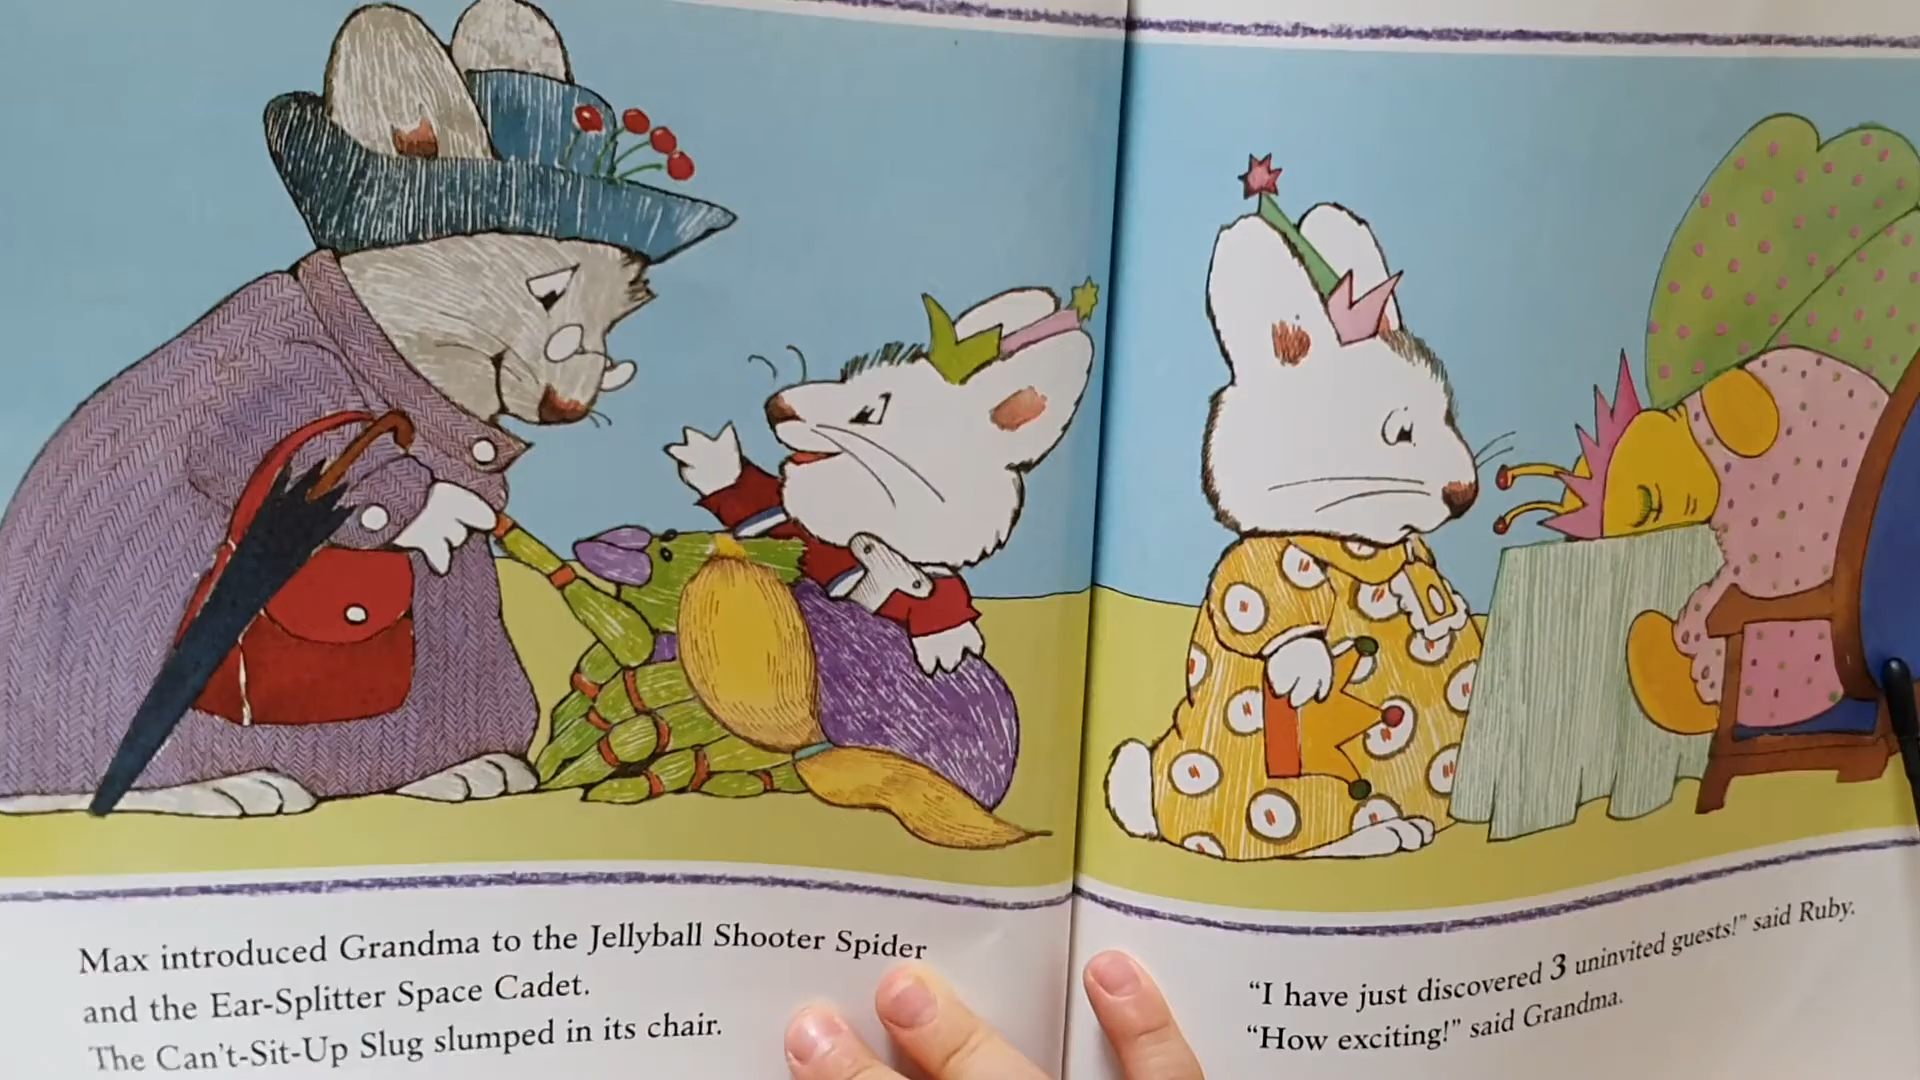 Max introduced Grandma to the Jellyball Shooter Spider
and the Ear-Splitter Space Cadet.
The Can't-Sit-Up Slug slumped in its chair.
“I have just discovered 3 uninvited guests!” said Ruby.
“How exciting!” said Grandma.